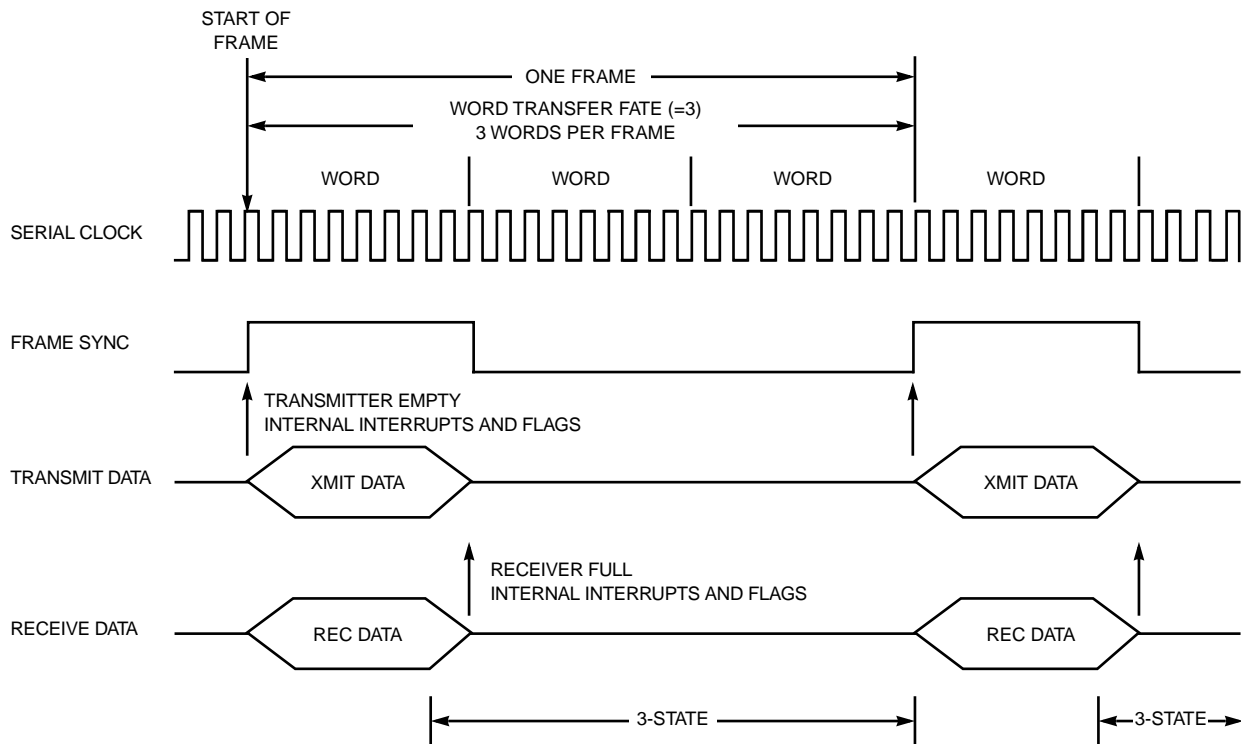 START OF
FRAME
ONE FRAME
WORD TRANSFER FATE (=3)
3 WORDS PER FRAME
WORD
WORD
WORD
WORD
SERIAL CLOCK
FRAME SYNC
TRANSMITTER EMPTY
INTERNAL INTERRUPTS AND FLAGS
TRANSMIT DATA
XMIT DATA
XMIT DATA
RECEIVER FULL
INTERNAL INTERRUPTS AND FLAGS
RECEIVE DATA
REC DATA
REC DATA
3-STATE
3-STATE